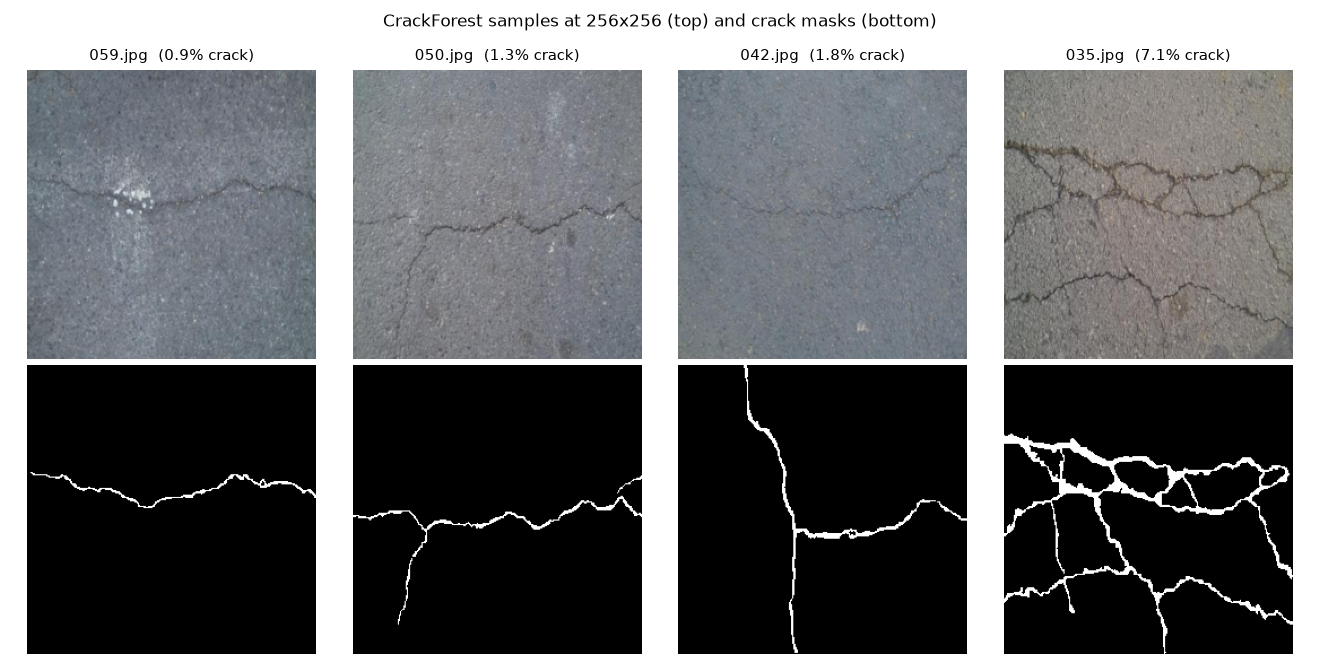 CrackForest samples at 256x256 (top) and crack masks (bottom)
059.jpg (0.9% crack)
050.jpg (1.3% crack)
042.jpg (1.8% crack)
035.jpg (7.1% crack)